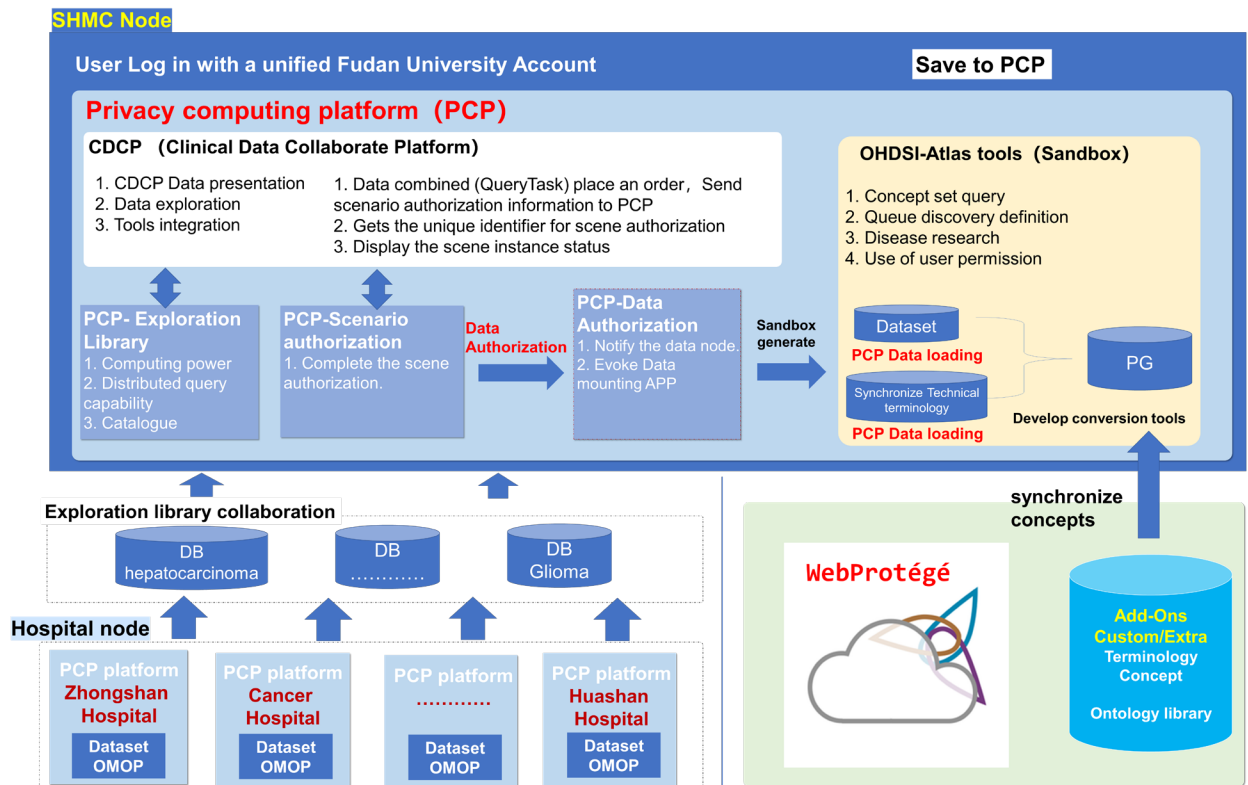 SHMC Node
User Log in with a unified Fudan University Account
Save to PCP
Privacy computing platform（PCP）
CDCP （Clinical Data Collaborate Platform）
1. CDCP Data presentation
2. Data exploration
3. Tools integration
1. Data combined (QueryTask) place an order，Send
scenario authorization information to PCP
2. Gets the unique identifier for scene authorization
3. Display the scene instance status
OHDSI-Atlas tools（Sandbox）
1. Concept set query
2. Queue discovery definition
3. Disease research
4. Use of user permission
PCP- Exploration
Library
1. Computing power
2. Distributed query
capability
3. Catalogue
PCP-Scenario
authorization
1. Complete the scene
authorization.
Data
Authorization
PCP-Data
Authorization
1. Notify the data node.
2. Evoke Data
mounting APP
Sandbox
generate
Dataset
PCP Data loading
Synchronize Technical
terminology
PCP Data loading
PG
Develop conversion tools
Exploration library collaboration
DB
hepatocarcinoma
DB
…………
DB
Glioma
synchronize
concepts
WebProtégé
Add-Ons
Custom/Extra
Terminology
Concept
Ontology library
Hospital node
PCP platform
Zhongshan
Hospital
Dataset
OMOP
PCP platform
Cancer
Hospital
Dataset
OMOP
PCP platform
…………
Dataset
OMOP
PCP platform
Huashan
Hospital
Dataset
OMOP